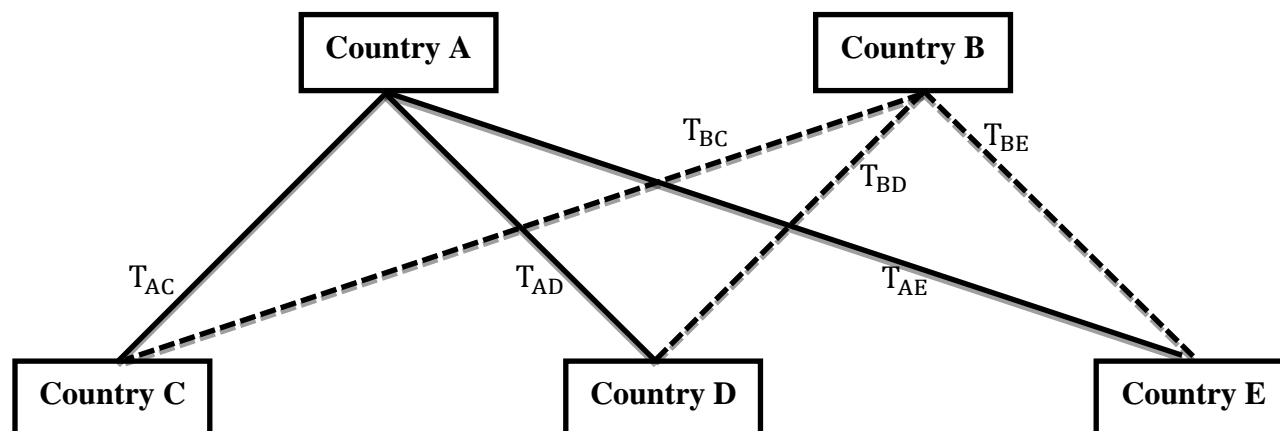 Country A
Country B
T_BC
T_BE
T_BD
T_AC
T_AD
T_AE
Country C
Country D
Country E